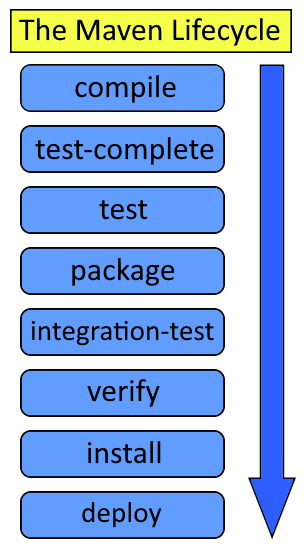 The Maven Lifecycle
compile
test-complete
test
package
integration-test
verify
install
deploy